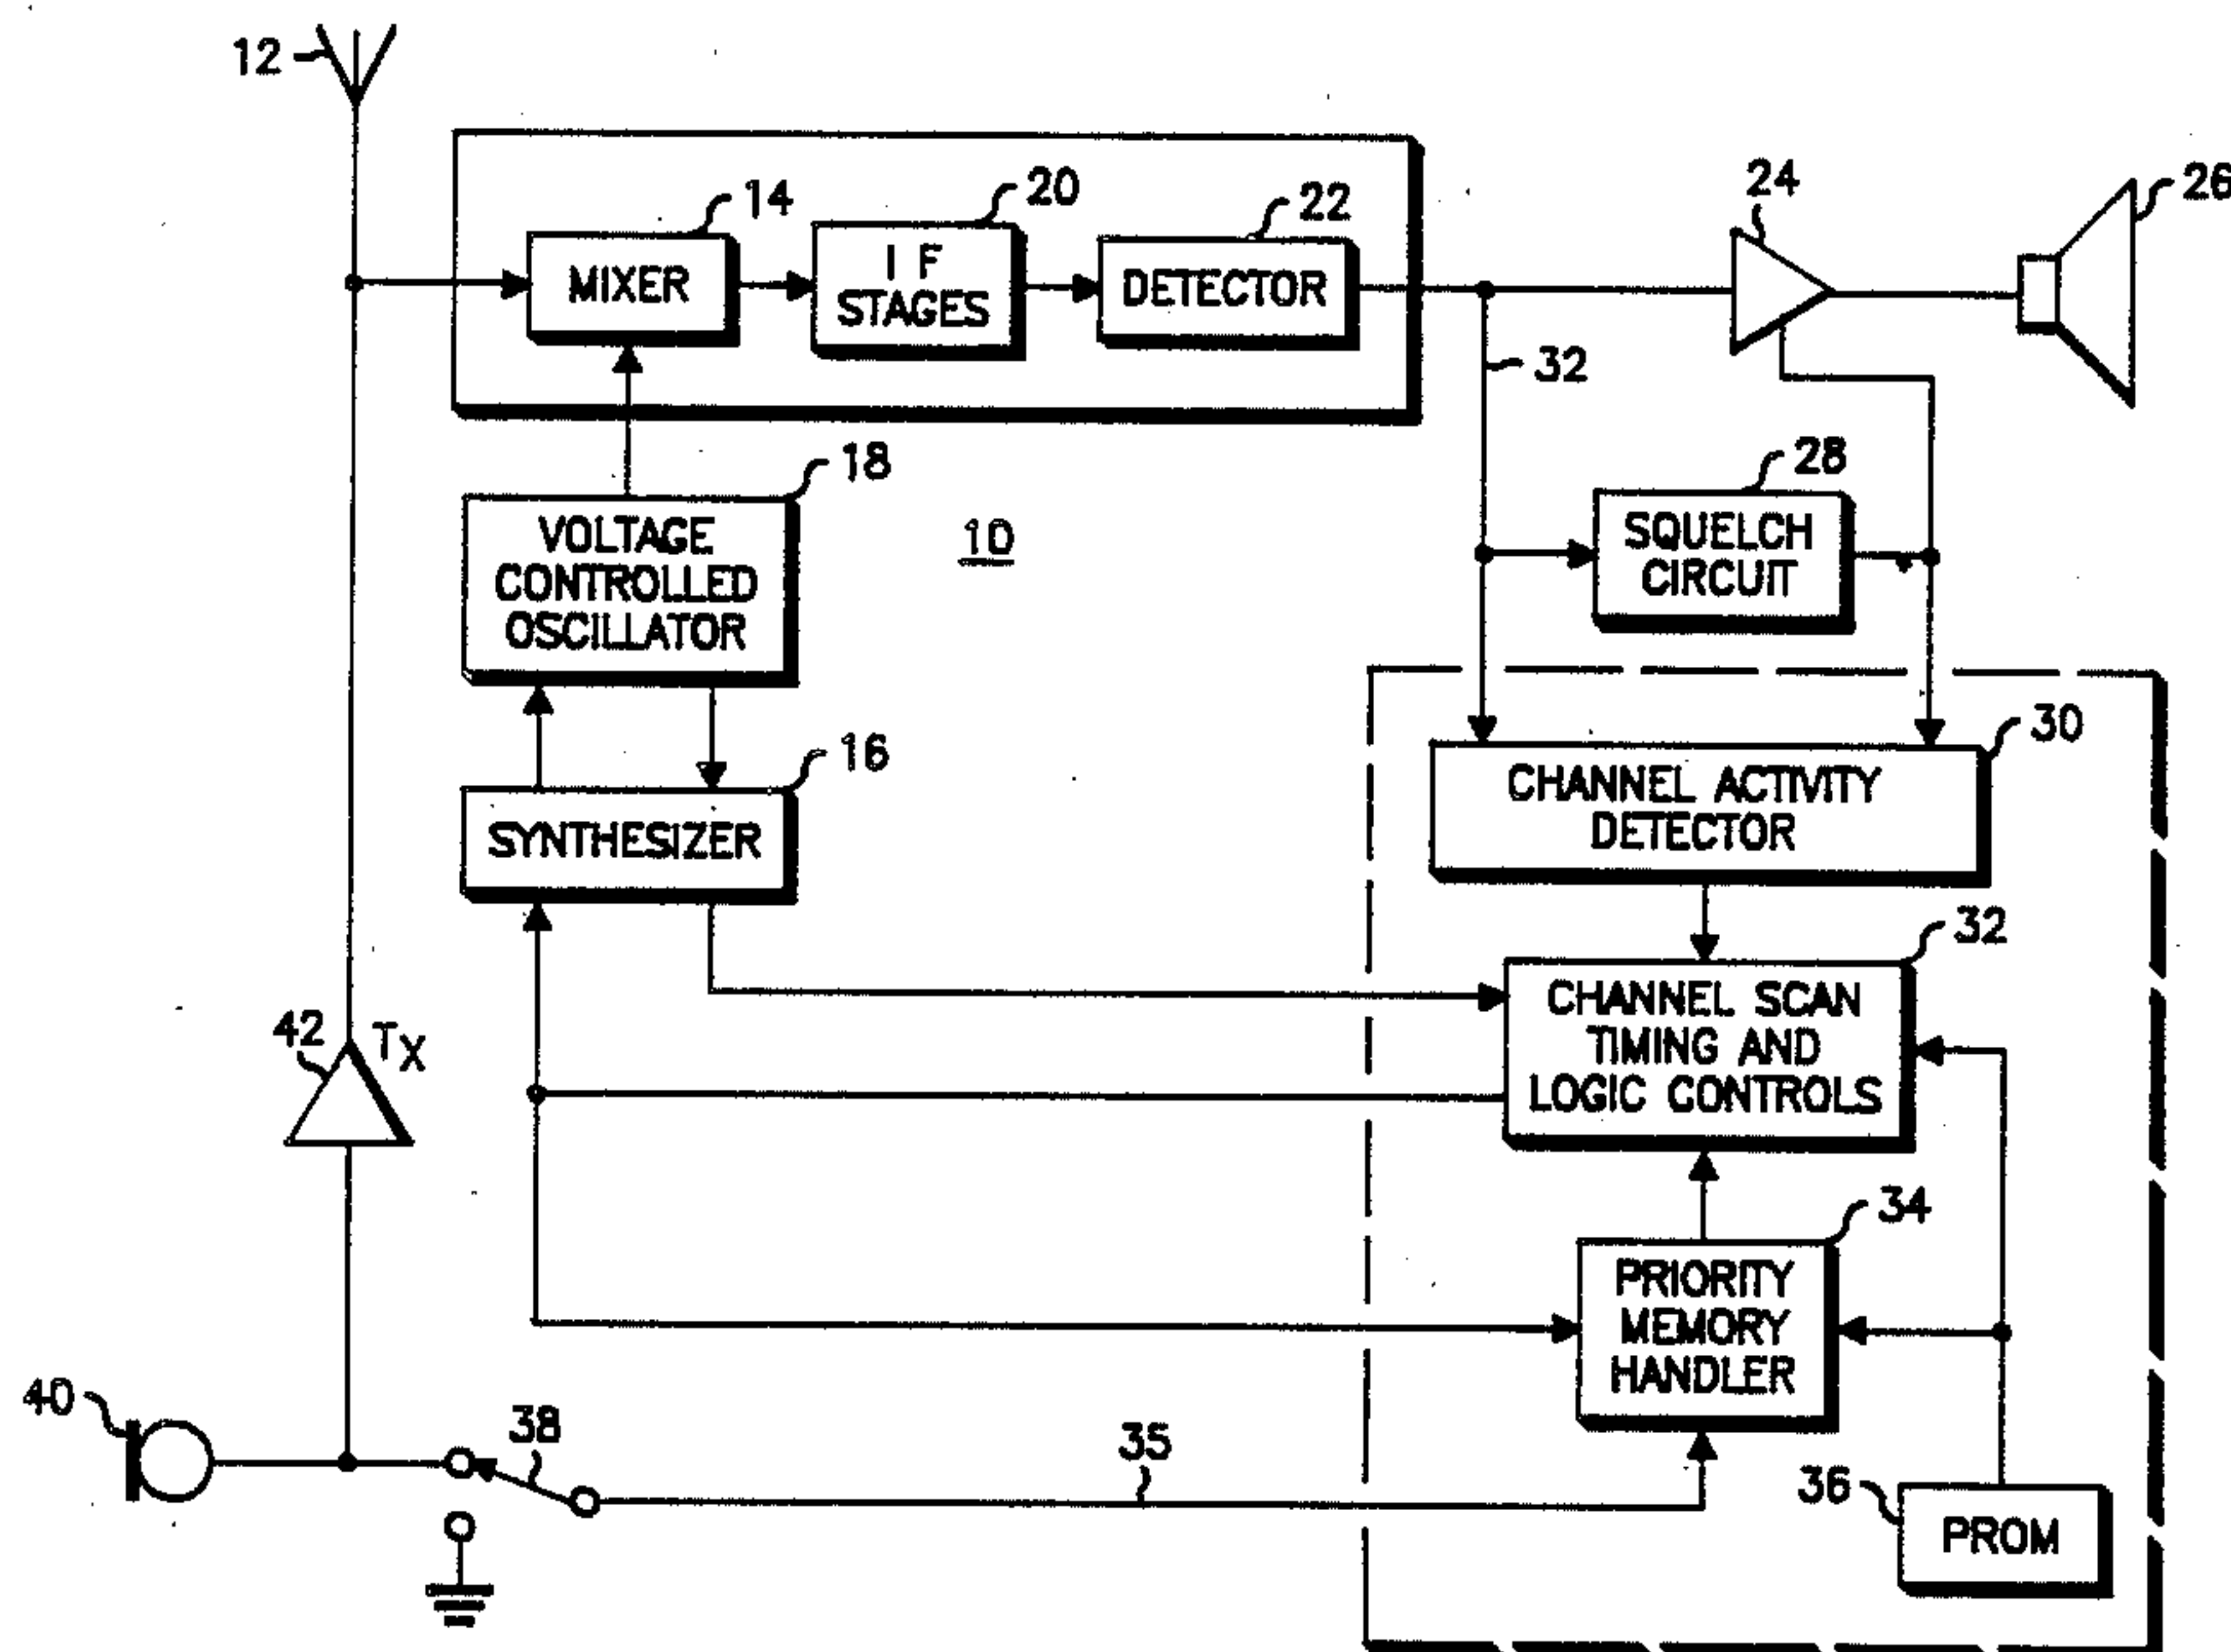 12
14
MIXER
20
I F
STAGES
22
DETECTOR
24
26
32
18
VOLTAGE
CONTROLLED
OSCILLATOR
10
28
SQUELCH
CIRCUIT
16
SYNTHESIZER
30
CHANNEL ACTIVITY
DETECTOR
32
CHANNEL SCAN
TIMING AND
LOGIC CONTROLS
42
TX
34
PRIORITY
MEMORY
HANDLER
40
38
35
36
PROM